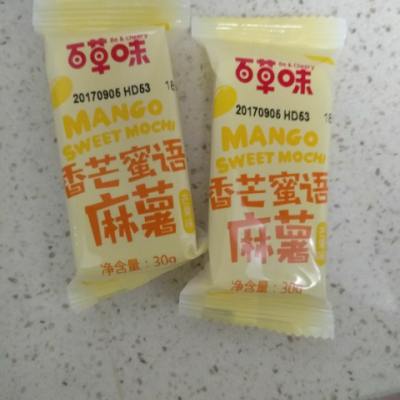 百草味
Be & Cheery
20170905 HD53
MANGO
SWEET MOCHI
香芒蜜语
麻薯
净含量：30g
百草味
Be & Cheery
20170905 HD53
MANGO
SWEET MOCHI
香芒蜜语
麻薯
净含量：30g